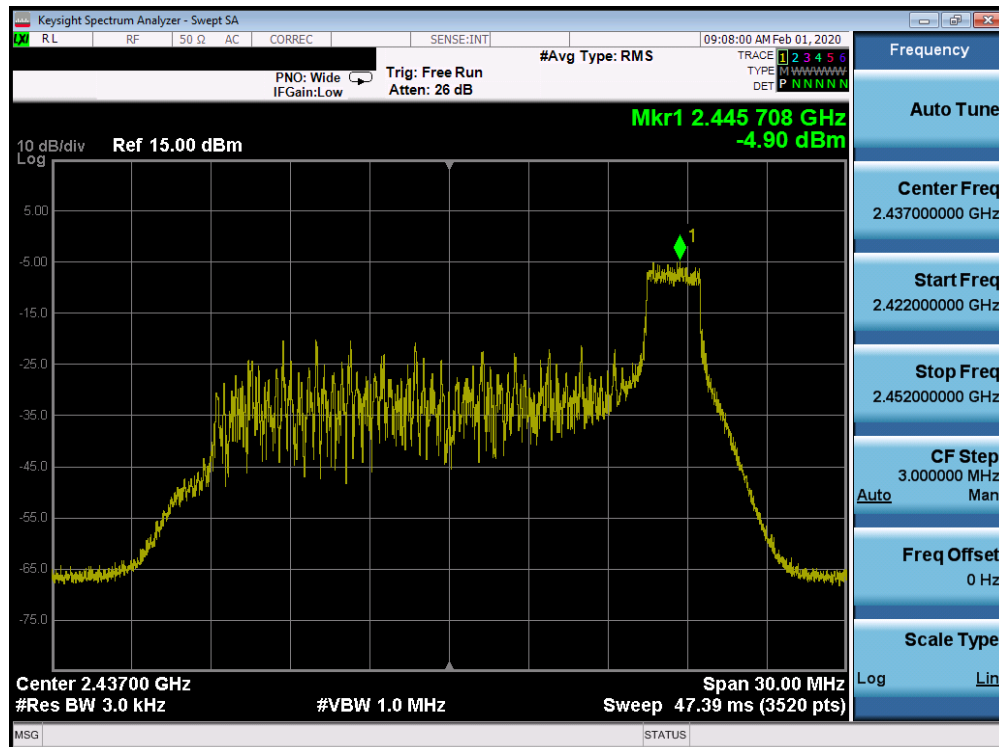 Keysight Spectrum Analyzer - Swept SA
LXI RL RF 50 Ω AC CORREC SENSE:INT 09:08:00 AM Feb 01, 2020
#Avg Type: RMS
TRACE 1 2 3 4 5 6
PNO: Wide Trig: Free Run
TYPE M WWWWW
IFGain:Low Atten: 26 dB
DET P N N N N N
Mkr1 2.445 708 GHz
-4.90 dBm
10 dB/div Ref 15.00 dBm
Log
1
5.00
-5.00
-15.0
-25.0
-35.0
-45.0
-55.0
-65.0
-75.0
Center 2.43700 GHz Span 30.00 MHz
#Res BW 3.0 kHz #VBW 1.0 MHz Sweep 47.39 ms (3520 pts)
MSG STATUS
Frequency
Auto Tune
Center Freq
2.437000000 GHz
Start Freq
2.422000000 GHz
Stop Freq
2.452000000 GHz
CF Step
3.000000 MHz
Auto Man
Freq Offset
0 Hz
Scale Type
Log Lin